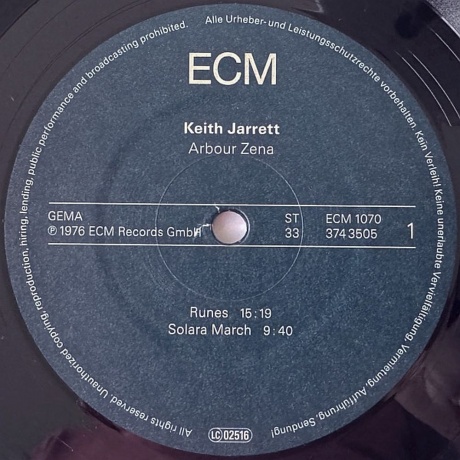 ECM
Keith Jarrett
Arbour Zena
GEMA
℗ 1976 ECM Records GmbH
ST
33
ECM 1070
374 3505
1
Runes 15:19
Solara March 9:40
LC 02516
All rights reserved. Unauthorized copying, reproduction, hiring, lending, public performance and broadcasting prohibited.
Alle Urheber- und Leistungsschutzrechte vorbehalten. Kein Verleih! Keine unerlaubte Vervielfältigung, Vermietung, Aufführung, Sendung!